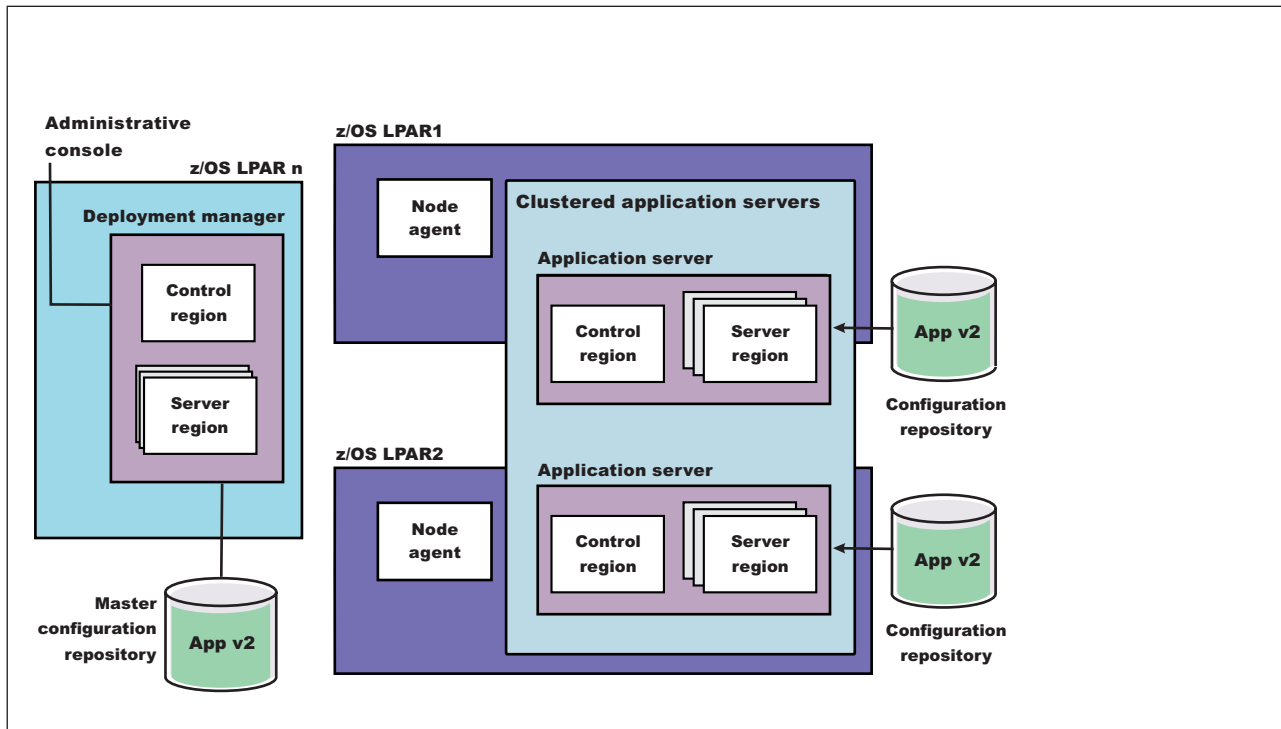 Administrative
console
z/OS LPAR n
Deployment manager
Control
region
Server
region
Master
configuration
repository
App v2
z/OS LPAR1
Node
agent
Clustered application servers
Application server
Control
region
Server
region
App v2
Configuration
repository
z/OS LPAR2
Node
agent
Application server
Control
region
Server
region
App v2
Configuration
repository